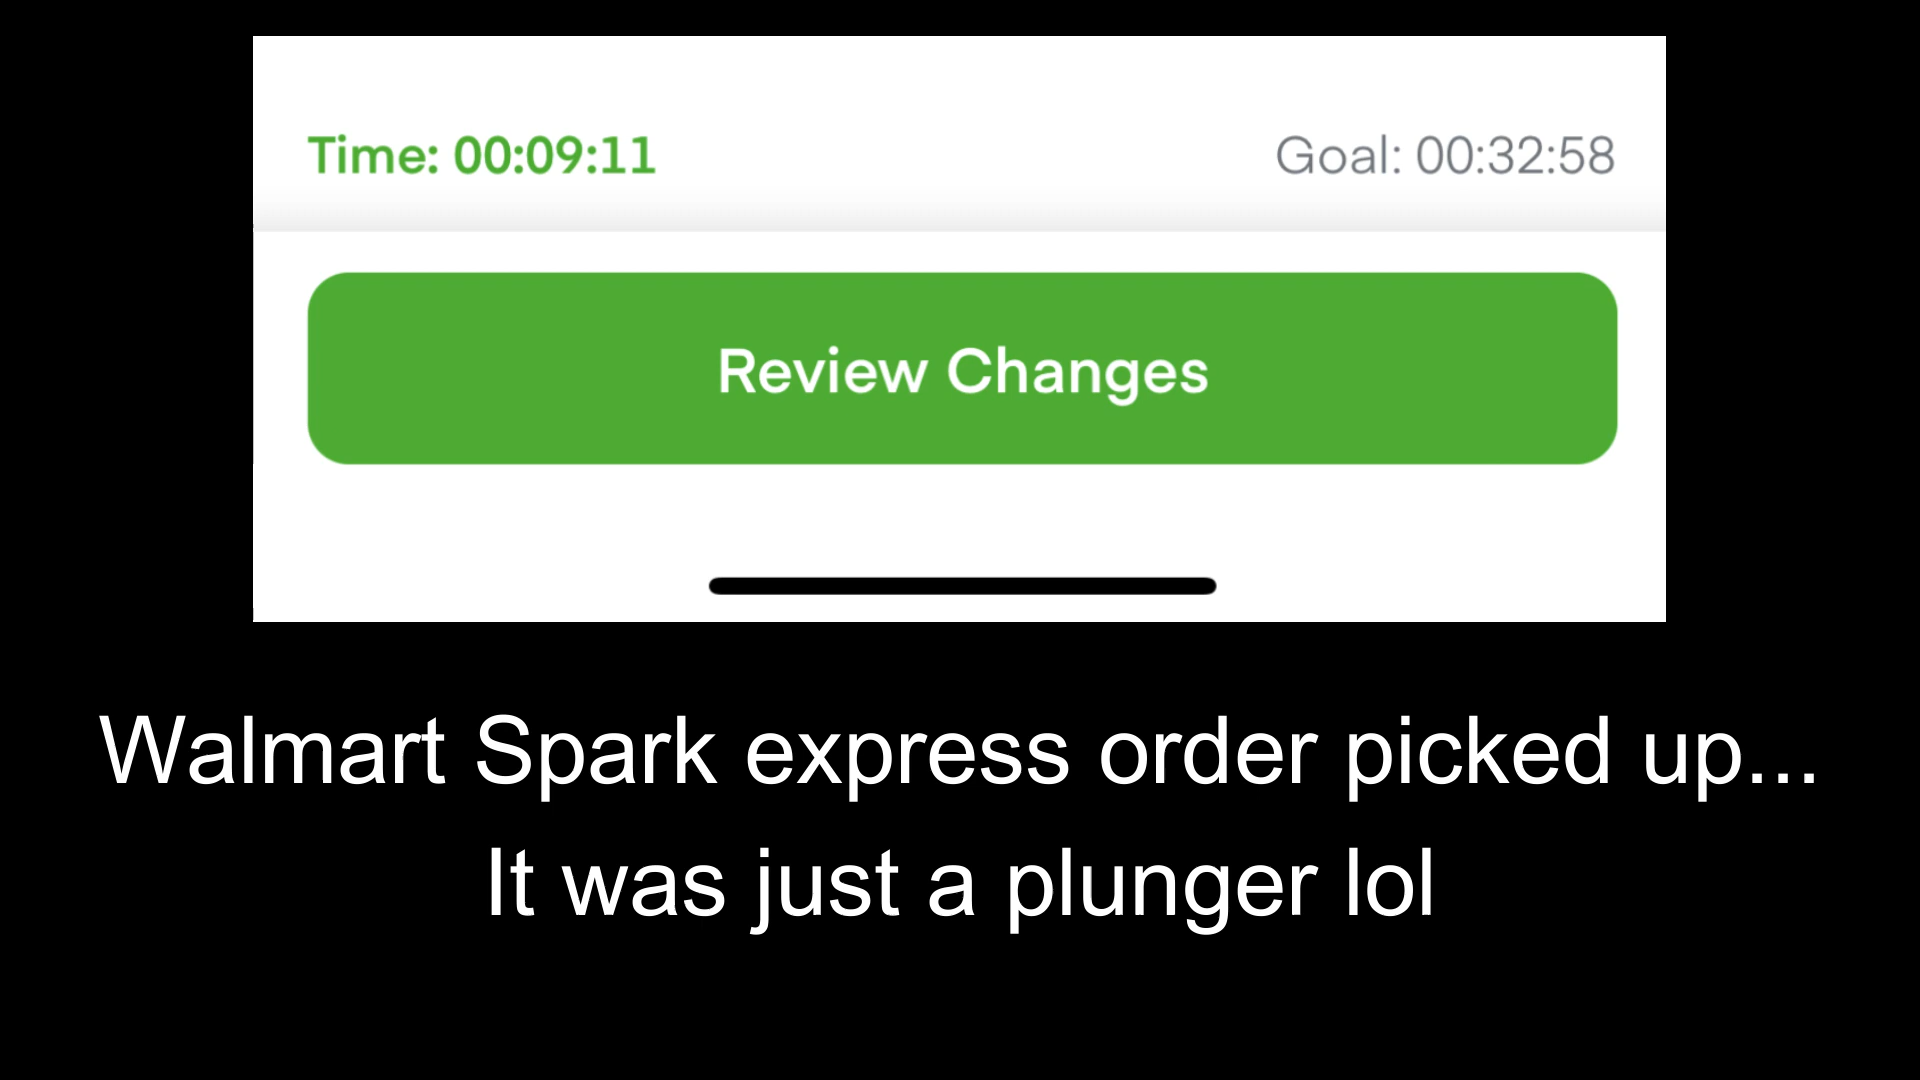 Time: 00:09:11 Goal: 00:32:58
Review Changes
Walmart Spark express order picked up...
It was just a plunger lol